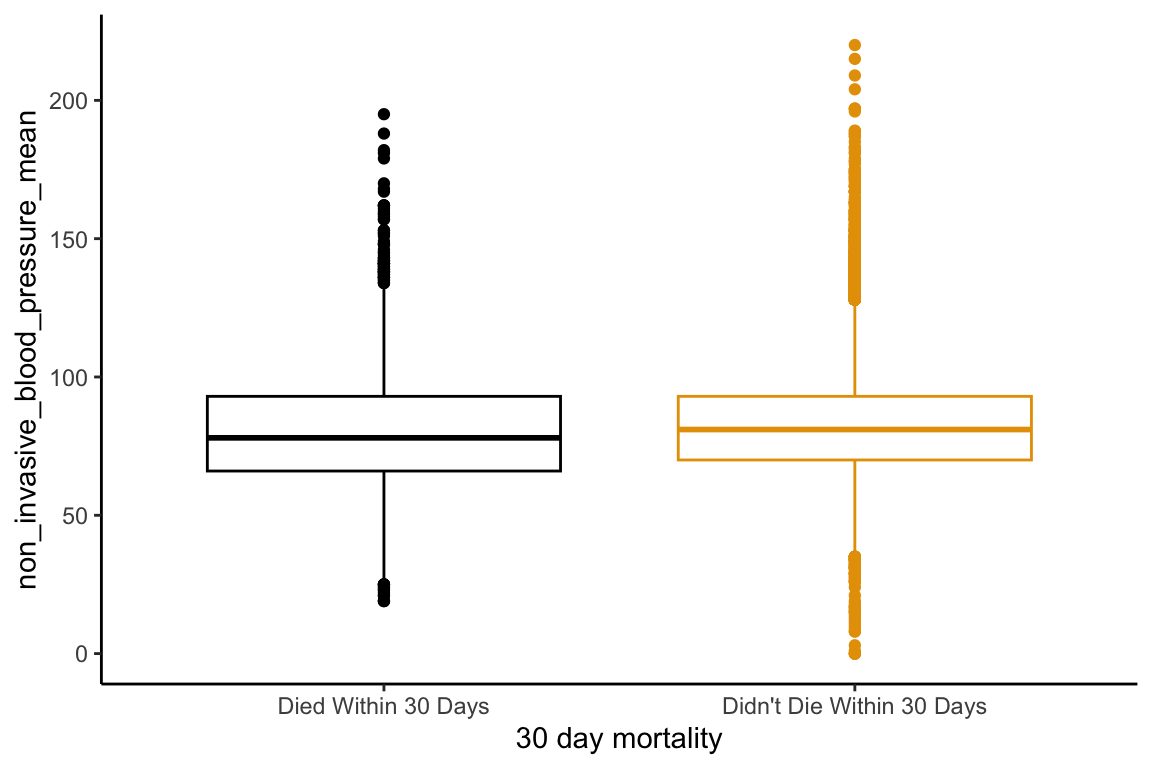 non_invasive_blood_pressure_mean
200
150
100
50
0
Died Within 30 Days
Didn't Die Within 30 Days
30 day mortality